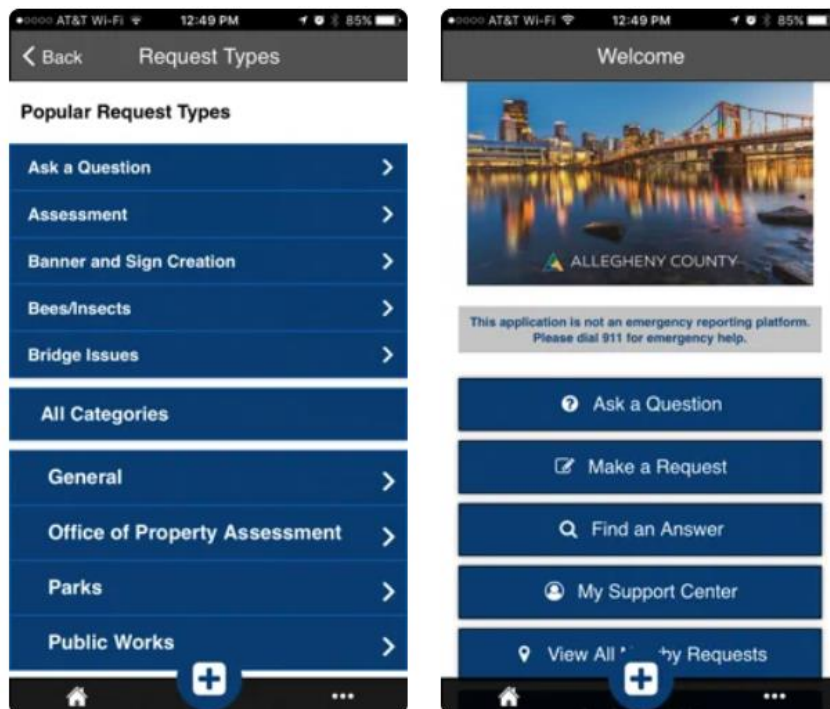 AT&T Wi-Fi 12:49 PM 85%
Back Request Types
Popular Request Types
Ask a Question
Assessment
Banner and Sign Creation
Bees/Insects
Bridge Issues
All Categories
General
Office of Property Assessment
Parks
Public Works
AT&T Wi-Fi 12:49 PM 85%
Welcome
ALLEGHENY COUNTY
This application is not an emergency reporting platform.
Please dial 911 for emergency help.
Ask a Question
Make a Request
Find an Answer
My Support Center
View All Requests